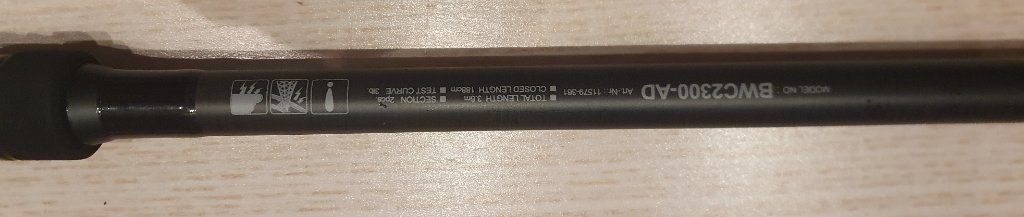 MODEL NO : BWC2300-AD Art.-Nr.: 11579-361
■ TOTAL LENGTH 3.6m
■ CLOSED LENGTH 188cm
■ SECTION 2pcs
■ TEST CURVE 3lb